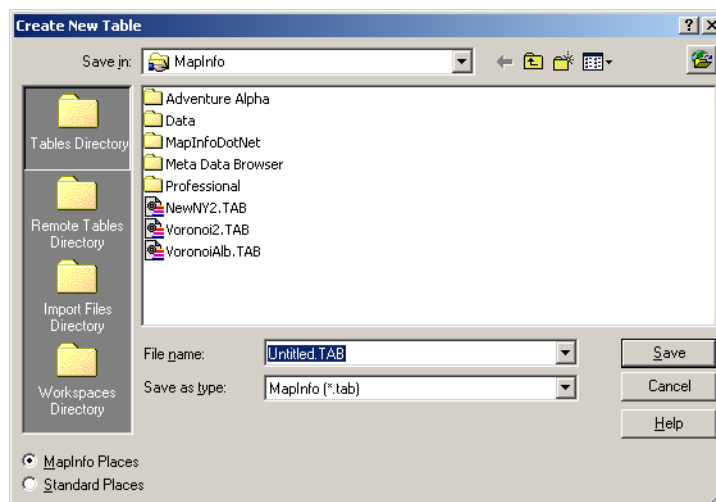 Create New Table
Save in:
MapInfo
Tables Directory
Remote Tables
Directory
Import Files
Directory
Workspaces
Directory
Adventure Alpha
Data
MapInfoDotNet
Meta Data Browser
Professional
NewNY2.TAB
Voronoi2.TAB
VoronoiAlb.TAB
File name:
Untitled.TAB
Save
Save as type:
MapInfo (*.tab)
Cancel
Help
MapInfo Places
Standard Places